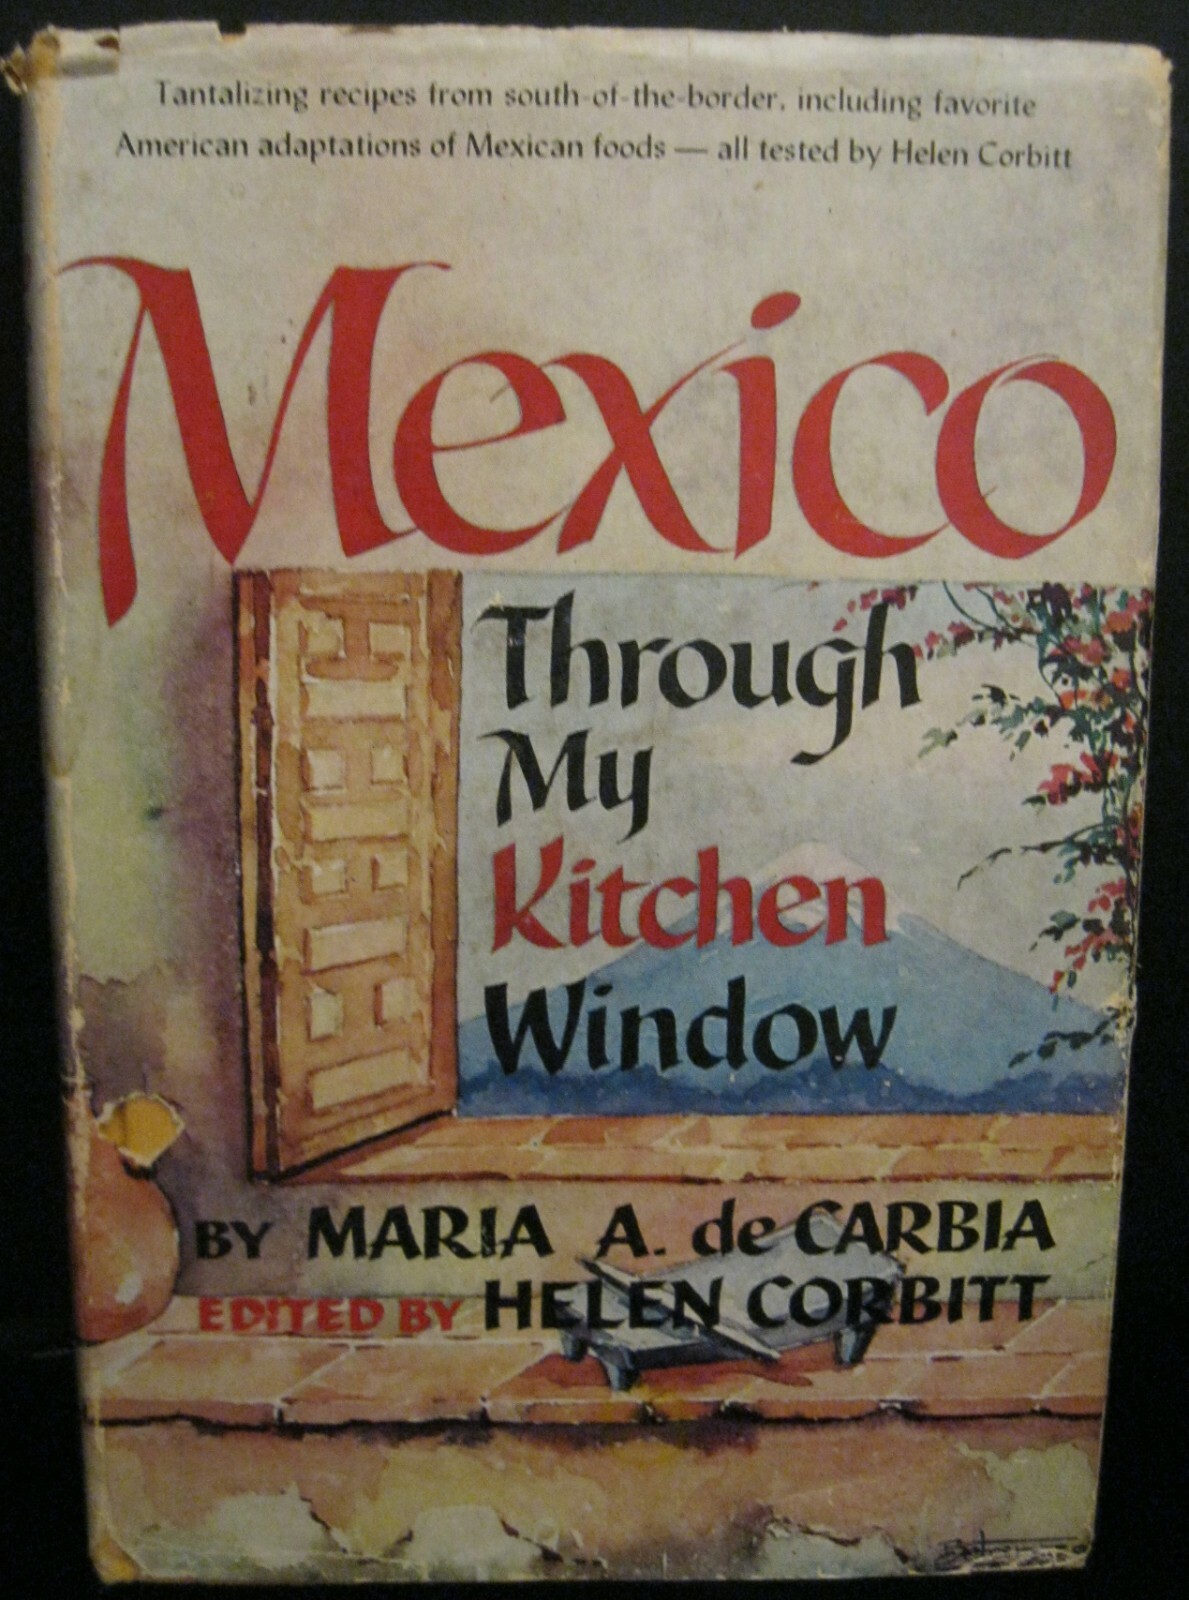 Tantalizing recipes from south-of-the-border, including favorite
American adaptations of Mexican foods — all tested by Helen Corbitt
Mexico
Through
My
Kitchen
Window
BY MARIA A. de CARBIA
EDITED BY HELEN CORBITT